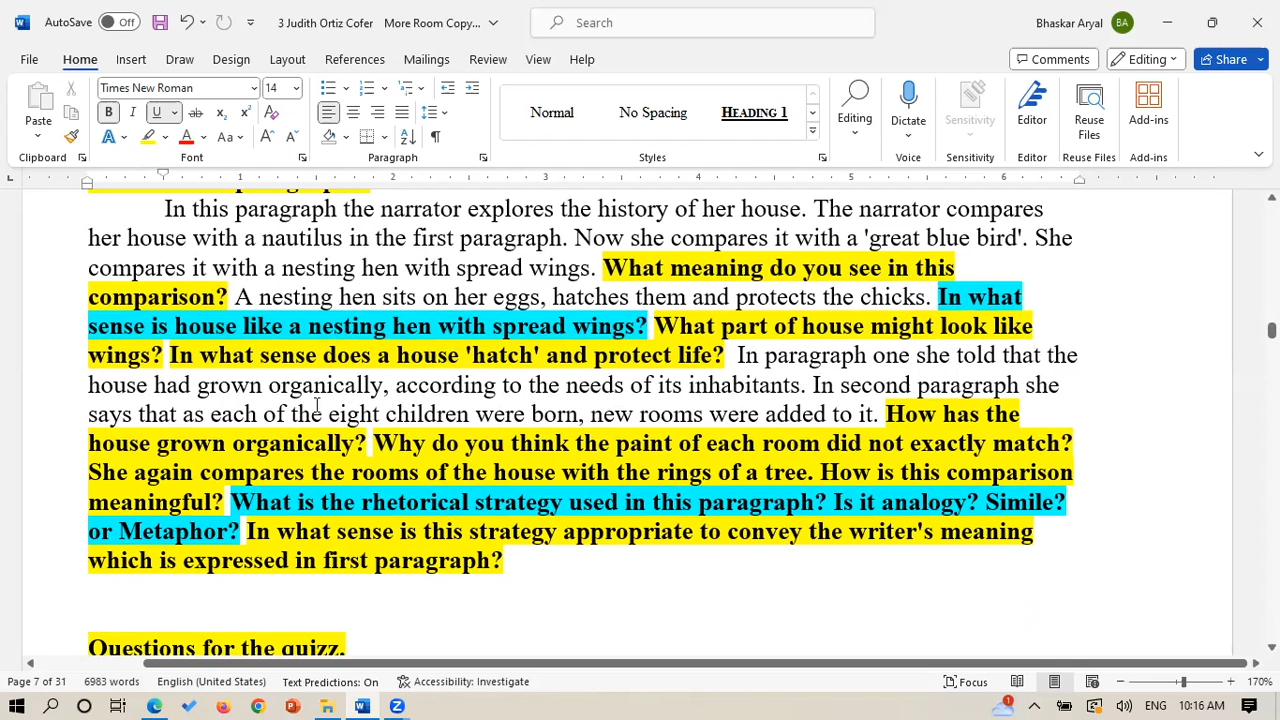 AutoSave Off 3 Judith Ortiz Cofer More Room Copy... Search Bhaskar Aryal BA
File Home Insert Draw Design Layout References Mailings Review View Help Comments Editing Share
Times New Roman 14
Paste
Normal No Spacing HEADING 1
Editing Dictate Sensitivity Editor Reuse Files Add-ins
Clipboard Font Paragraph Styles Voice Sensitivity Editor Reuse Files Add-ins
1 2 3 4 5 6
In this paragraph the narrator explores the history of her house. The narrator compares
her house with a nautilus in the first paragraph. Now she compares it with a 'great blue bird'. She
compares it with a nesting hen with spread wings. What meaning do you see in this
comparison? A nesting hen sits on her eggs, hatches them and protects the chicks. In what
sense is house like a nesting hen with spread wings? What part of house might look like
wings? In what sense does a house 'hatch' and protect life? In paragraph one she told that the
house had grown organically, according to the needs of its inhabitants. In second paragraph she
says that as each of the eight children were born, new rooms were added to it. How has the
house grown organically? Why do you think the paint of each room did not exactly match?
She again compares the rooms of the house with the rings of a tree. How is this comparison
meaningful? What is the rhetorical strategy used in this paragraph? Is it analogy? Simile?
or Metaphor? In what sense is this strategy appropriate to convey the writer's meaning
which is expressed in first paragraph?
Questions for the quizz.
Page 7 of 31 6983 words English (United States) Text Predictions: On Accessibility: Investigate Focus 170%
ENG 10:16 AM